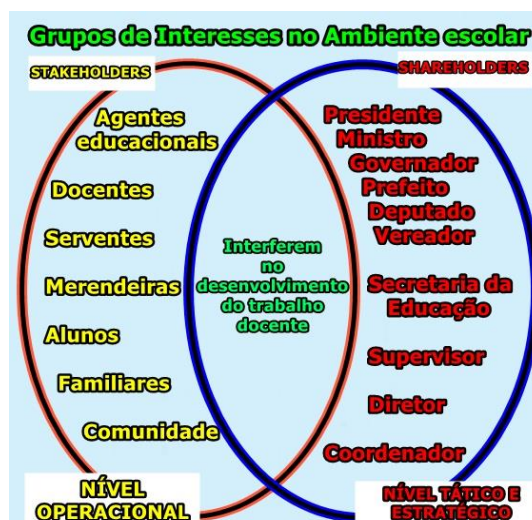 Grupos de Interesses no Ambiente escolar
STAKEHOLDERS
SHAREHOLDERS
Agentes
educacionais
Docentes
Serventes
Merendeiras
Alunos
Familiares
Comunidade
NÍVEL
OPERACIONAL
Interferem
no
desenvolvimento
do trabalho
docente
Presidente
Ministro
Governador
Prefeito
Deputado
Vereador
Secretaria da
Educação
Supervisor
Diretor
Coordenador
NÍVEL TÁTICO E
ESTRATÉGICO